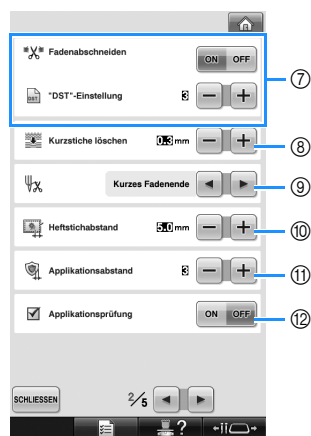 Fadenabschneiden ON OFF
⑦
DST "DST"-Einstellung 3 − +
Kurzstiche löschen 0.3 mm − + ⑧
Kurzes Fadenende ⑨
Heftstichabstand 5.0 mm − + ⑩
Applikationsabstand 3 − + ⑪
Applikationsprüfung ON OFF ⑫
SCHLIESSEN 2/5
?